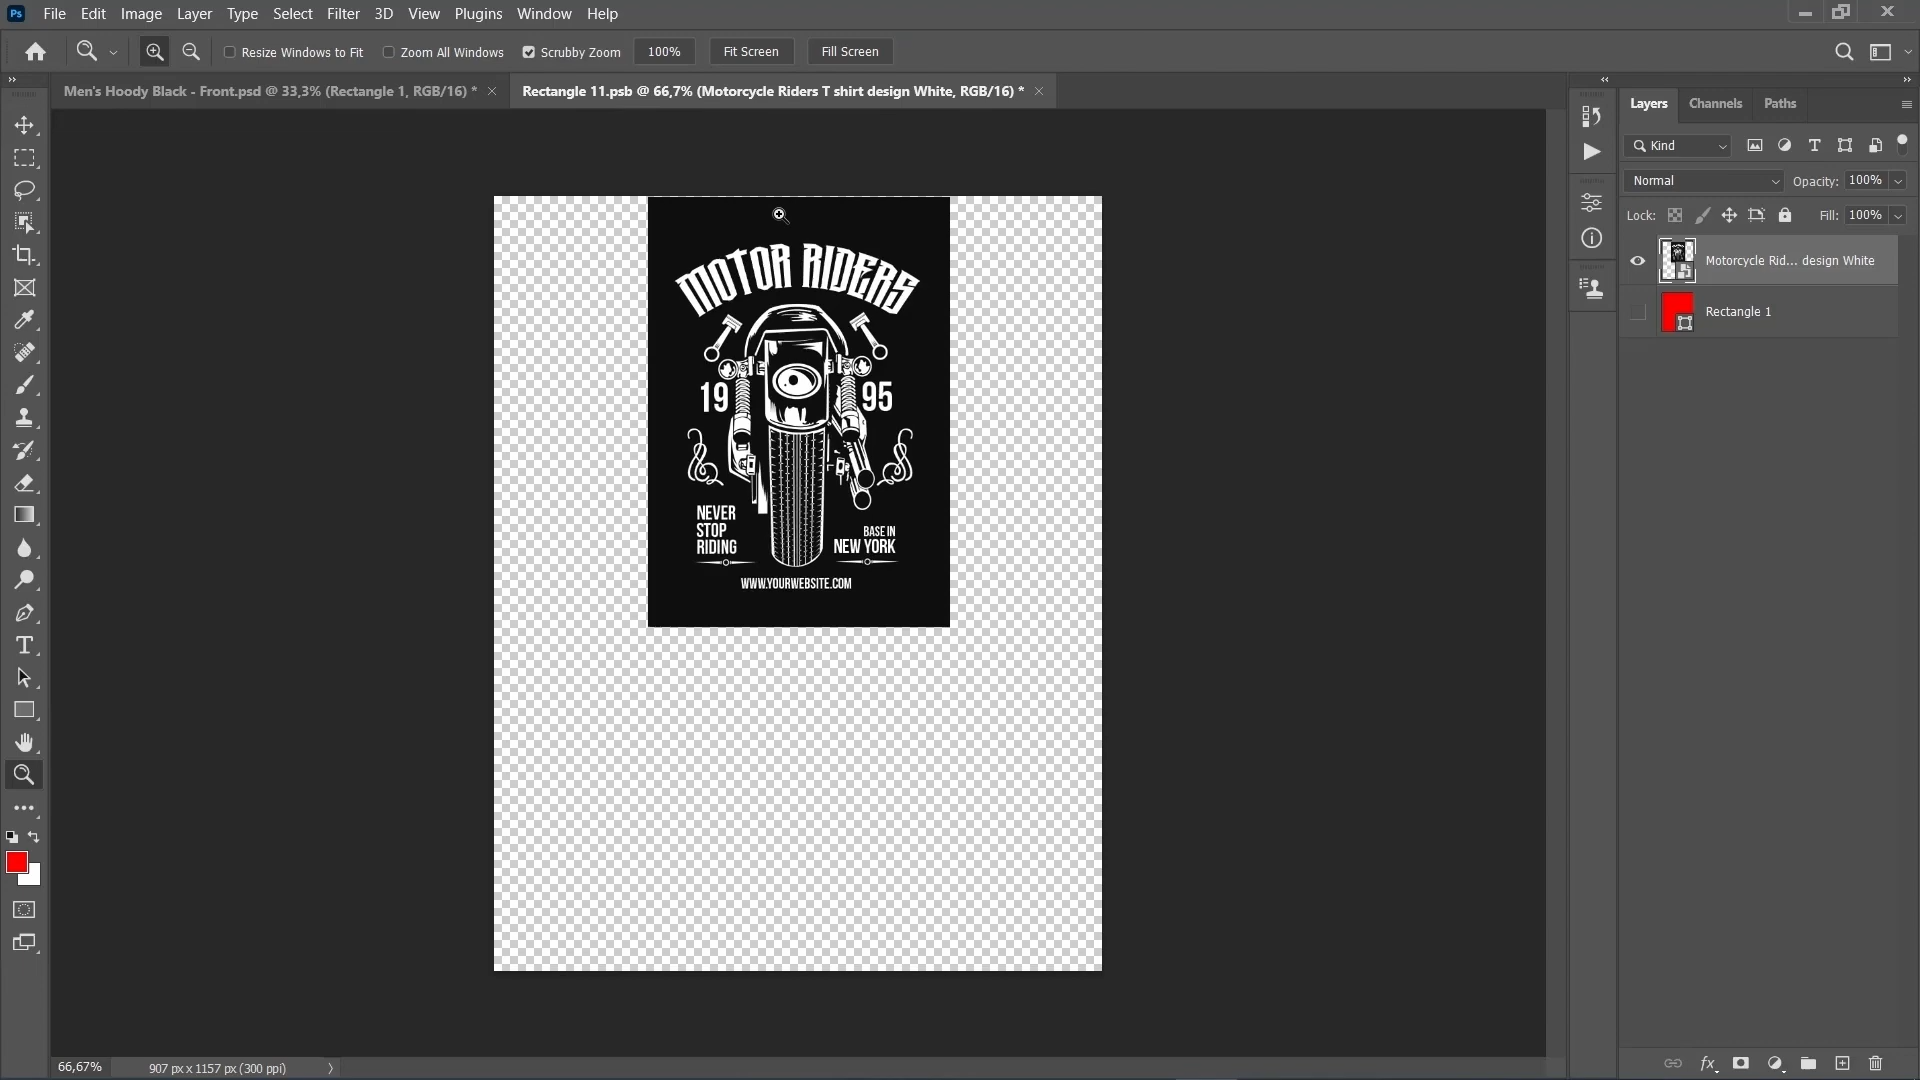 Ps File Edit Image Layer Type Select Filter 3D View Plugins Window Help
Resize Windows to Fit Zoom All Windows Scrubby Zoom 100% Fit Screen Fill Screen
Men's Hoody Black - Front.psd @ 33,3% (Rectangle 1, RGB/16) *
Rectangle 11.psb @ 66,7% (Motorcycle Riders T shirt design White, RGB/16) *
Layers Channels Paths
Kind
Normal Opacity: 100%
Lock: Fill: 100%
Motorcycle Rid... design White
Rectangle 1
MOTOR RIDERS
19 95
NEVER
STOP
RIDING
BASE IN
NEW YORK
WWW.YOURWEBSITE.COM
66,67% 907 px x 1157 px (300 ppi)
fx